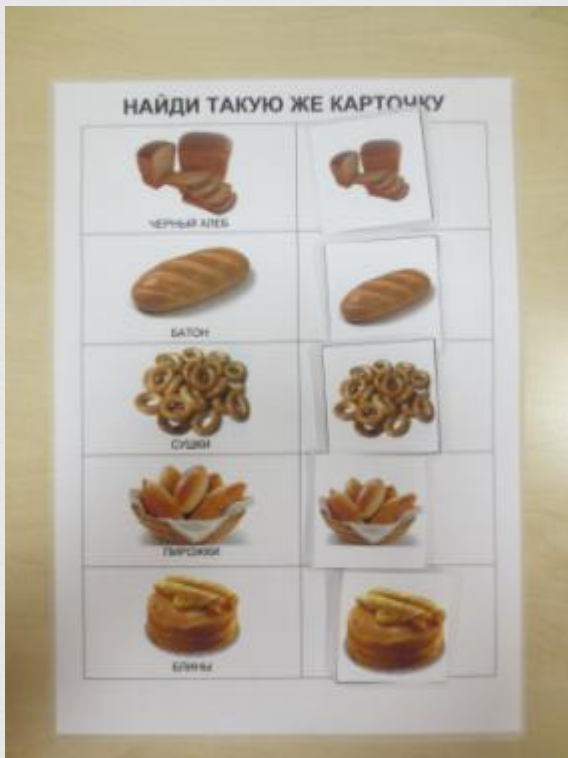 НАЙДИ ТАКУЮ ЖЕ КАРТОЧКУ
ЧЕРНЫЙ ХЛЕБ
БАТОН
СУШКИ
ПИРОЖКИ
БЛИНЫ